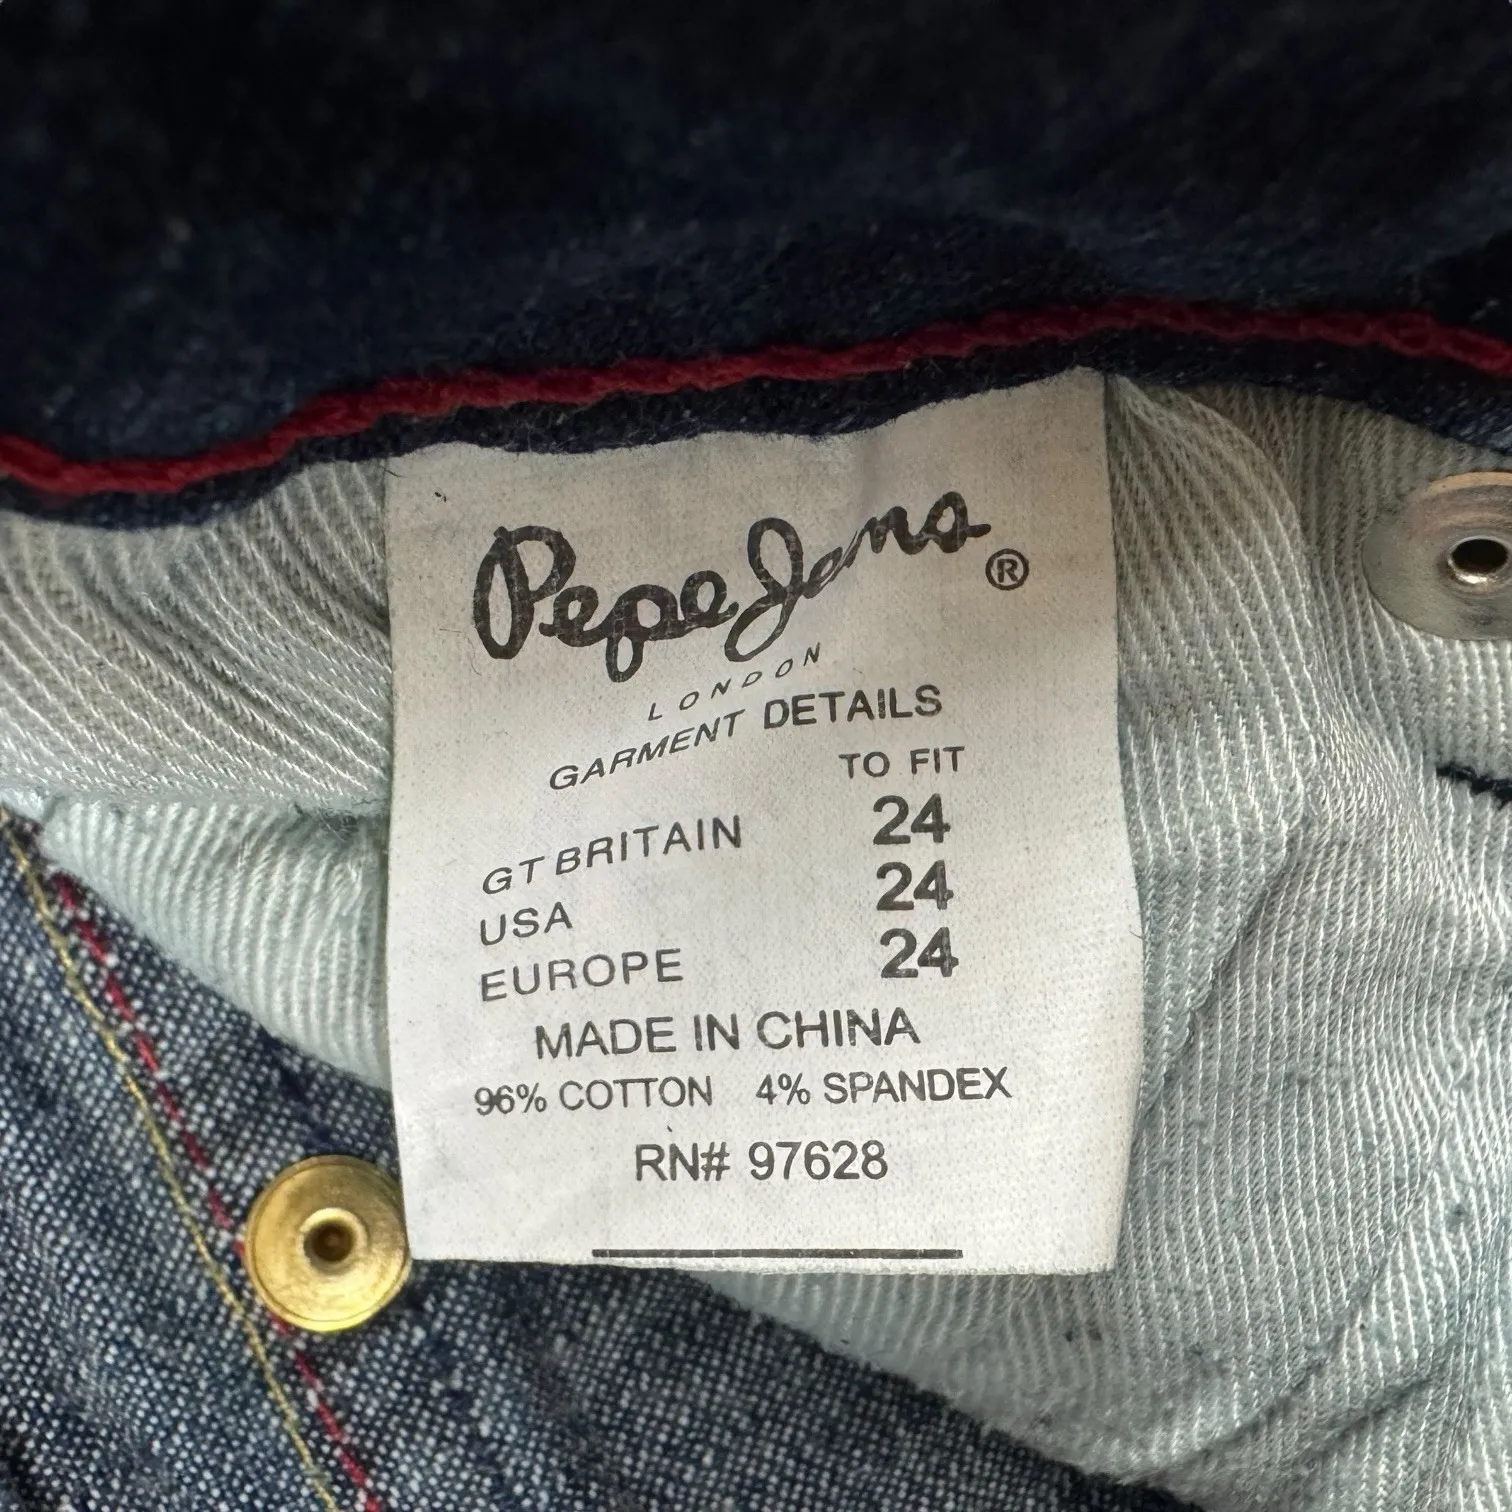 Pepe Jeans ®
LONDON
GARMENT DETAILS
TO FIT
GT BRITAIN 24
USA 24
EUROPE 24
MADE IN CHINA
96% COTTON 4% SPANDEX
RN# 97628